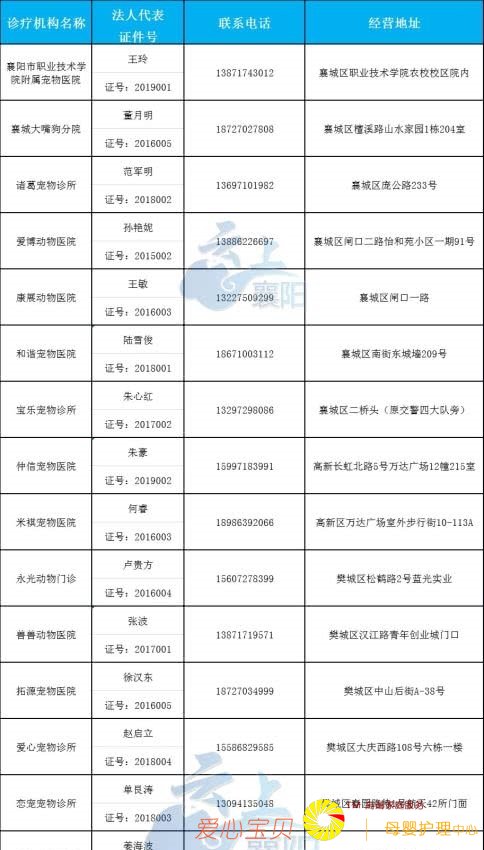 诊疗机构名称
法人代表
证件号
联系电话
经营地址
襄阳市职业技术学
院附属宠物医院
王玲
证号：2019001
13871743012
襄城区职业技术学院农校校区院内
襄城大嘴狗分院
董月明
证号：2016005
18727027808
襄城区檀溪路山水家园1栋204室
诸葛宠物诊所
范军明
证号：2018002
13697101982
襄城区庞公路233号
爱博动物医院
孙艳妮
证号：2015002
13886226697
襄城区闸口二路怡和苑小区一期91号
康展动物医院
王敏
证号：2016003
13227509299
襄城区闸口一路
和谐宠物医院
陆雪俊
证号：2018001
18671003112
襄城区南街东城墙209号
宝乐宠物诊所
朱心红
证号：2017002
13297298086
襄城区二桥头（原交警四大队旁）
仲信宠物医院
朱豪
证号：2019002
15997183991
高新长虹北路5号万达广场12幢215室
米祺宠物医院
何睿
证号：2016003
18986392066
高新区万达广场室外步行街10-113A
永光动物门诊
卢贵方
证号：2016004
15607278399
樊城区松鹤路2号蓝光实业
善善动物医院
张波
证号：2017001
13871719571
樊城区汉江路青年创业城门口
拓源宠物医院
徐汉东
证号：2016005
18727034999
樊城区中山后街A-38号
爱心宠物诊所
赵启立
证号：2018004
15586829585
樊城区大庆西路108号六栋一楼
恋宠宠物诊所
单艮涛
证号：2018003
13094135048
姜海波
云上
襄阳
爱心宝贝
母婴护理中心